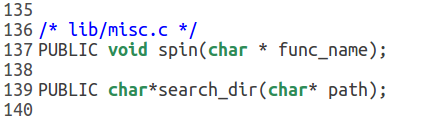 135
136 /* lib/misc.c */
137 PUBLIC void spin(char * func_name);
138
139 PUBLIC char*search_dir(char* path);
140